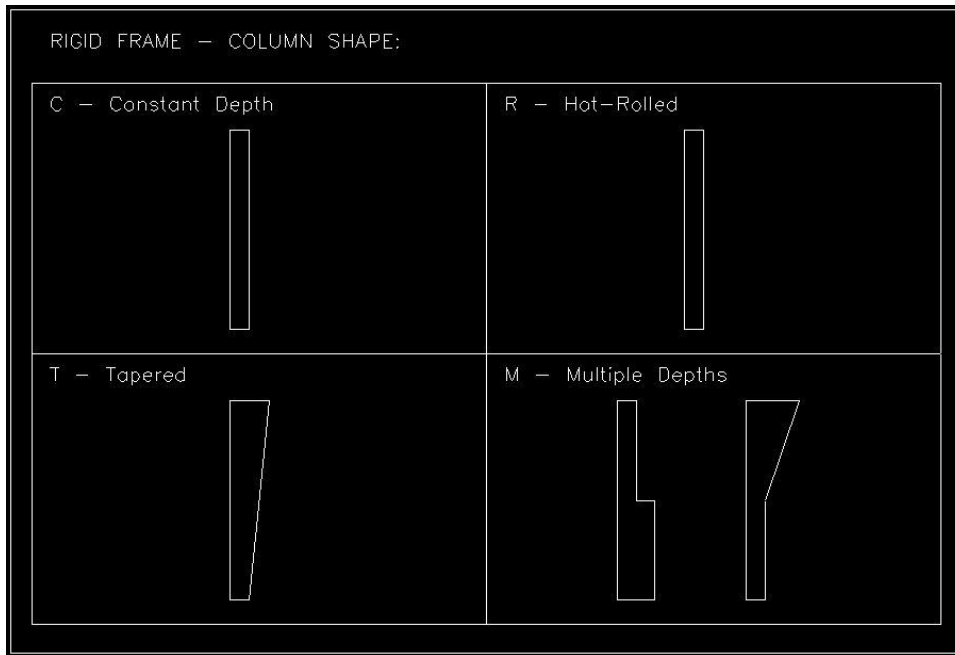 RIGID FRAME – COLUMN SHAPE:
C – Constant Depth
R – Hot–Rolled
T – Tapered
M – Multiple Depths